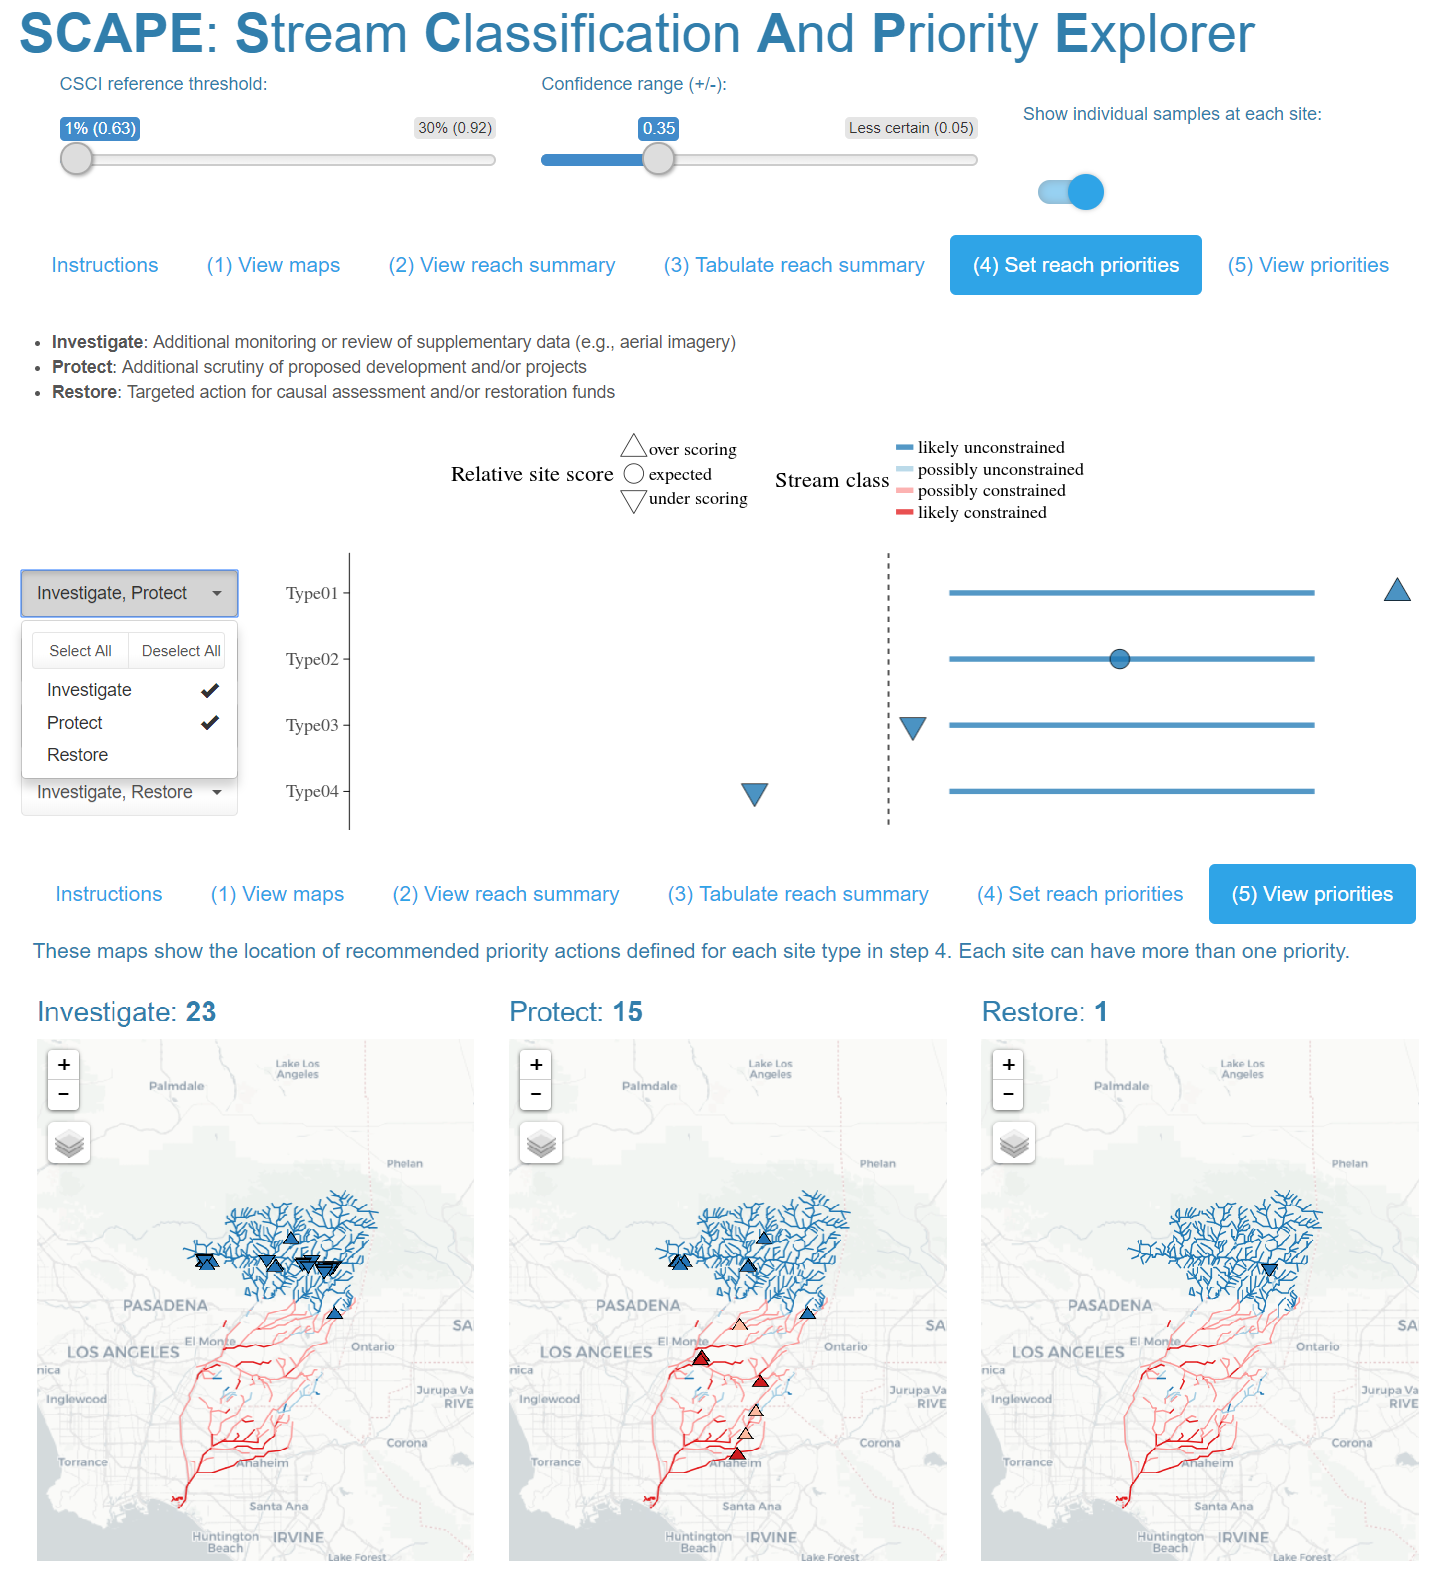 SCAPE: Stream Classification And Priority Explorer
CSCI reference threshold:
Confidence range (+/-):
Show individual samples at each site:
1% (0.63)
30% (0.92)
0.35
Less certain (0.05)
Instructions
(1) View maps
(2) View reach summary
(3) Tabulate reach summary
(4) Set reach priorities
(5) View priorities
• Investigate: Additional monitoring or review of supplementary data (e.g., aerial imagery)
• Protect: Additional scrutiny of proposed development and/or projects
• Restore: Targeted action for causal assessment and/or restoration funds
Relative site score
over scoring
expected
under scoring
Stream class
likely unconstrained
possibly unconstrained
possibly constrained
likely constrained
Investigate, Protect
Select All
Deselect All
Investigate
Protect
Restore
Investigate, Restore
Type01
Type02
Type03
Type04
Instructions
(1) View maps
(2) View reach summary
(3) Tabulate reach summary
(4) Set reach priorities
(5) View priorities
These maps show the location of recommended priority actions defined for each site type in step 4. Each site can have more than one priority.
Investigate: 23
+
−
Lake Los
Angeles
Palmdale
Phelan
PASADENA
SA
El Monte
LOS ANGELES
Ontario
nica
Inglewood
Jurupa Va
RIVE
Corona
Torrance
Anaheim
Santa Ana
Huntington
Beach
IRVINE
Lake Forest
Protect: 15
+
−
Lake Los
Angeles
Palmdale
Phelan
PASADENA
SA
El Monte
LOS ANGELES
Ontario
nica
Inglewood
Jurupa Va
RIVE
Corona
Torrance
Anaheim
Santa Ana
Huntington
Beach
IRVINE
Lake Forest
Restore: 1
+
−
Lake Los
Angeles
Palmdale
Phelan
PASADENA
SA
El Monte
LOS ANGELES
Ontario
nica
Inglewood
Jurupa Va
RIVE
Corona
Torrance
Anaheim
Santa Ana
Huntington
Beach
IRVINE
Lake Forest